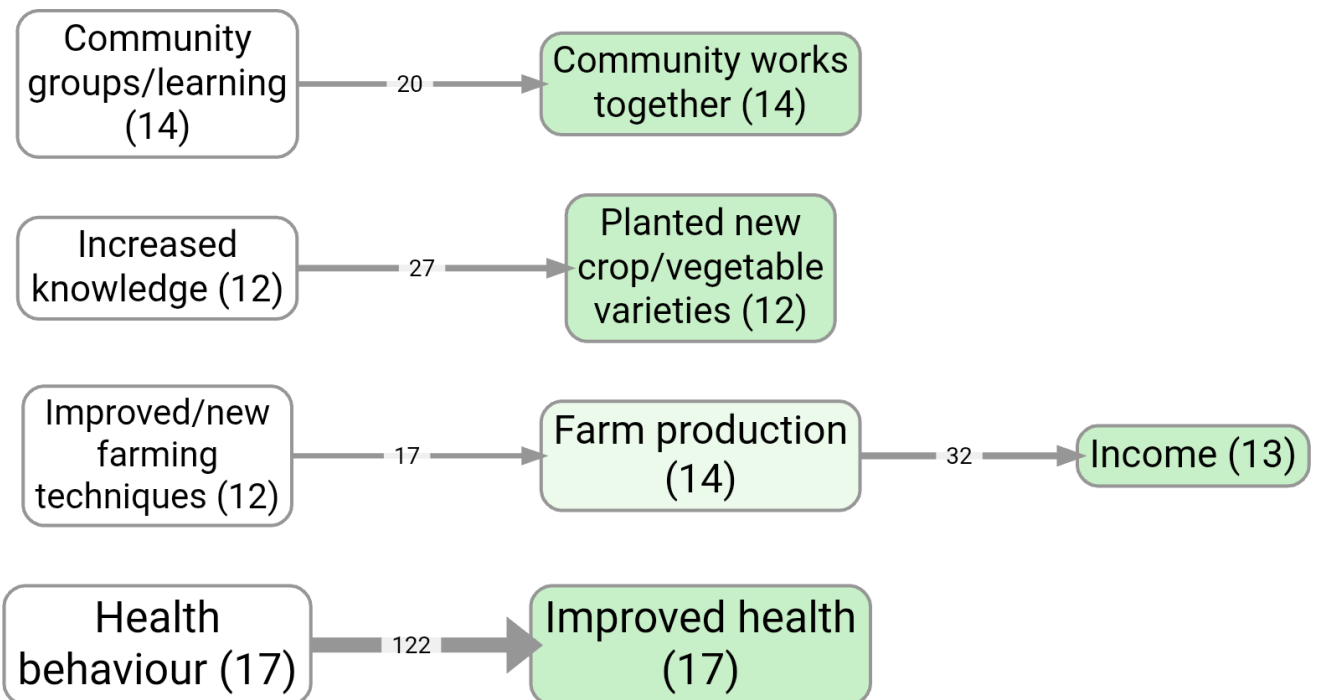 Community
groups/learning
(14)
20
Community works
together (14)
Increased
knowledge (12)
27
Planted new
crop/vegetable
varieties (12)
Improved/new
farming
techniques (12)
17
Farm production
(14)
32
Income (13)
Health
behaviour (17)
122
Improved health
(17)